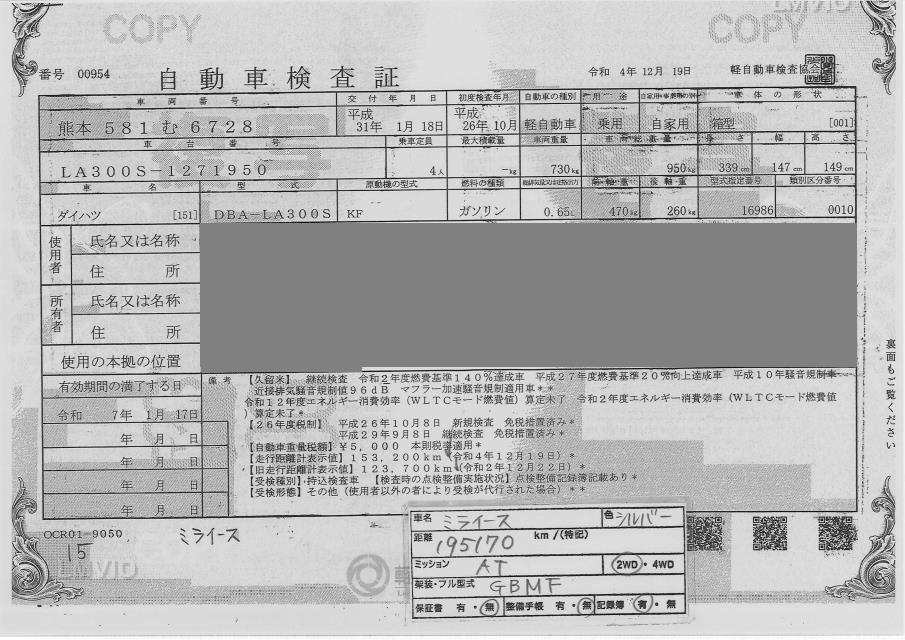 COPY
COPY
番号 00954
自動車検査証
令和 4年 12月 19日
軽自動車検査協会
車両番号 交付年月日 初度検査年月 自動車の種別 用途 自家用・事業用の別 車体の形状
熊本 581 む 6728 平成 31年 1月 18日 平成 26年 10月 軽自動車 乗用 自家用 箱型 [001]
車台番号 乗車定員 最大積載量 車両重量 車両総重量 長さ 幅 高さ
LA300S-1271950 4人 -kg 730kg 950kg 339cm 147cm 149cm
車名 型式 原動機の型式 燃料の種類 総排気量又は定格出力 前軸重 後軸重 型式指定番号 類別区分番号
ダイハツ [151] DBA-LA300S KF ガソリン 0.65L 470kg 260kg 16986 0010
使用者 氏名又は名称
住所
所有者 氏名又は名称
住所
使用の本拠の位置
有効期間の満了する日
令和 7年 1月 17日
年 月 日
年 月 日
年 月 日
年 月 日
備考
【久留米】 継続検査 令和2年度燃費基準140%達成車 平成27年度燃費基準20%向上達成車 平成10年騒音規制車
近接排気騒音規制値96dB マフラー加速騒音規制適用車**
令和12年度エネルギー消費効率(WLTCモード燃費値)算定未了 令和2年度エネルギー消費効率(WLTCモード燃費値
)算定未了*
【26年度税制】 平成26年10月8日 新規検査 免税措置済み*
平成29年9月8日 継続検査 免税措置済み*
【自動車重量税額】¥5,000 本則税率適用*
【走行距離計表示値】153,200km(令和4年12月19日)*
【旧走行距離計表示値】123,700km(令和2年12月22日)*
【受検種別】持込検査車 【検査時の点検整備実施状況】点検整備記録簿記載あり*
【受検形態】その他(使用者以外の者により受検が代行された場合)**
裏面もご覧ください
OCR01-9050
15
ミライース
車名 ミライース 色 シルバー
距離 195170 km/(特記)
ミッション AT 2WD・4WD
架装・フル型式 GBMF
保証書 有・無 整備手帳 有・無 記録簿 有・無